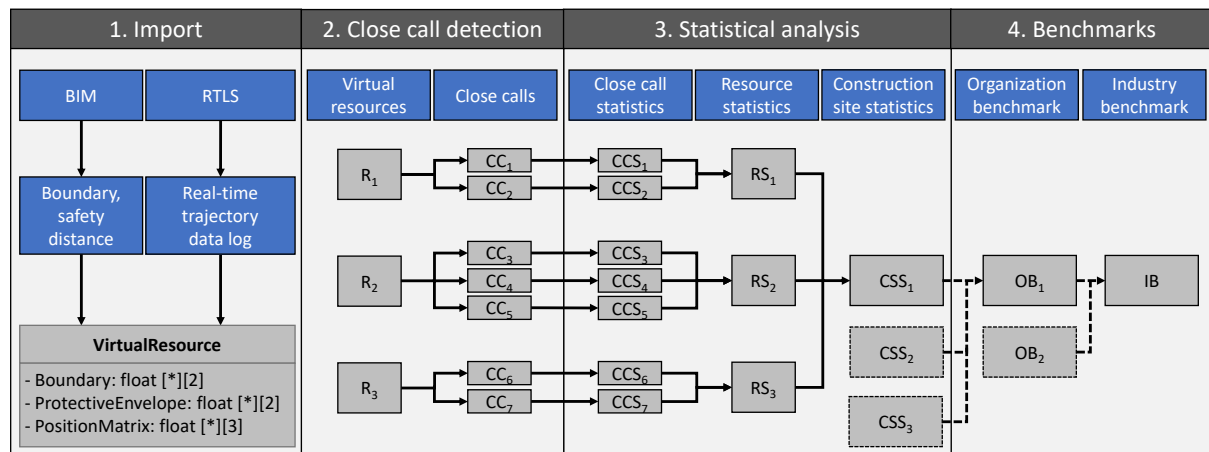 1. Import
2. Close call detection
3. Statistical analysis
4. Benchmarks
BIM
RTLS
Virtual
resources
Close calls
Close call
statistics
Resource
statistics
Construction
site statistics
Organization
benchmark
Industry
benchmark
Boundary,
safety
distance
Real-time
trajectory
data log
VirtualResource
- Boundary: float [*][2]
- ProtectiveEnvelope: float [*][2]
- PositionMatrix: float [*][3]
R1
CC1
CC2
CCS1
CCS2
RS1
R2
CC3
CC4
CC5
CCS3
CCS4
CCS5
RS2
R3
CC6
CC7
CCS6
CCS7
RS3
CSS1
CSS2
CSS3
OB1
OB2
IB